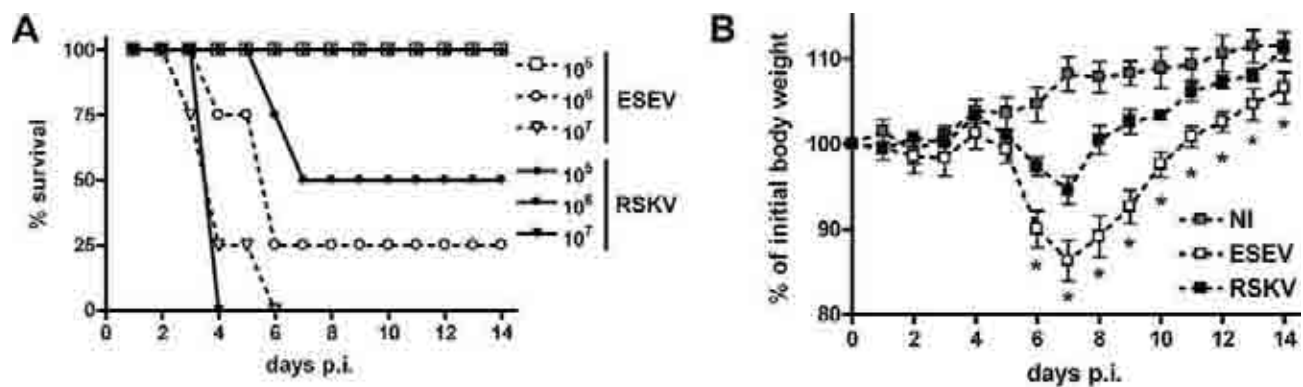 A
% survival
100
75
50
25
0
0 2 4 6 8 10 12 14
days p.i.
10⁵
10⁶
10⁷
ESEV
10⁵
10⁶
10⁷
RSKV
B
% of initial body weight
110
100
90
80
0 2 4 6 8 10 12 14
days p.i.
* * * * * * * * *
NI
ESEV
RSKV